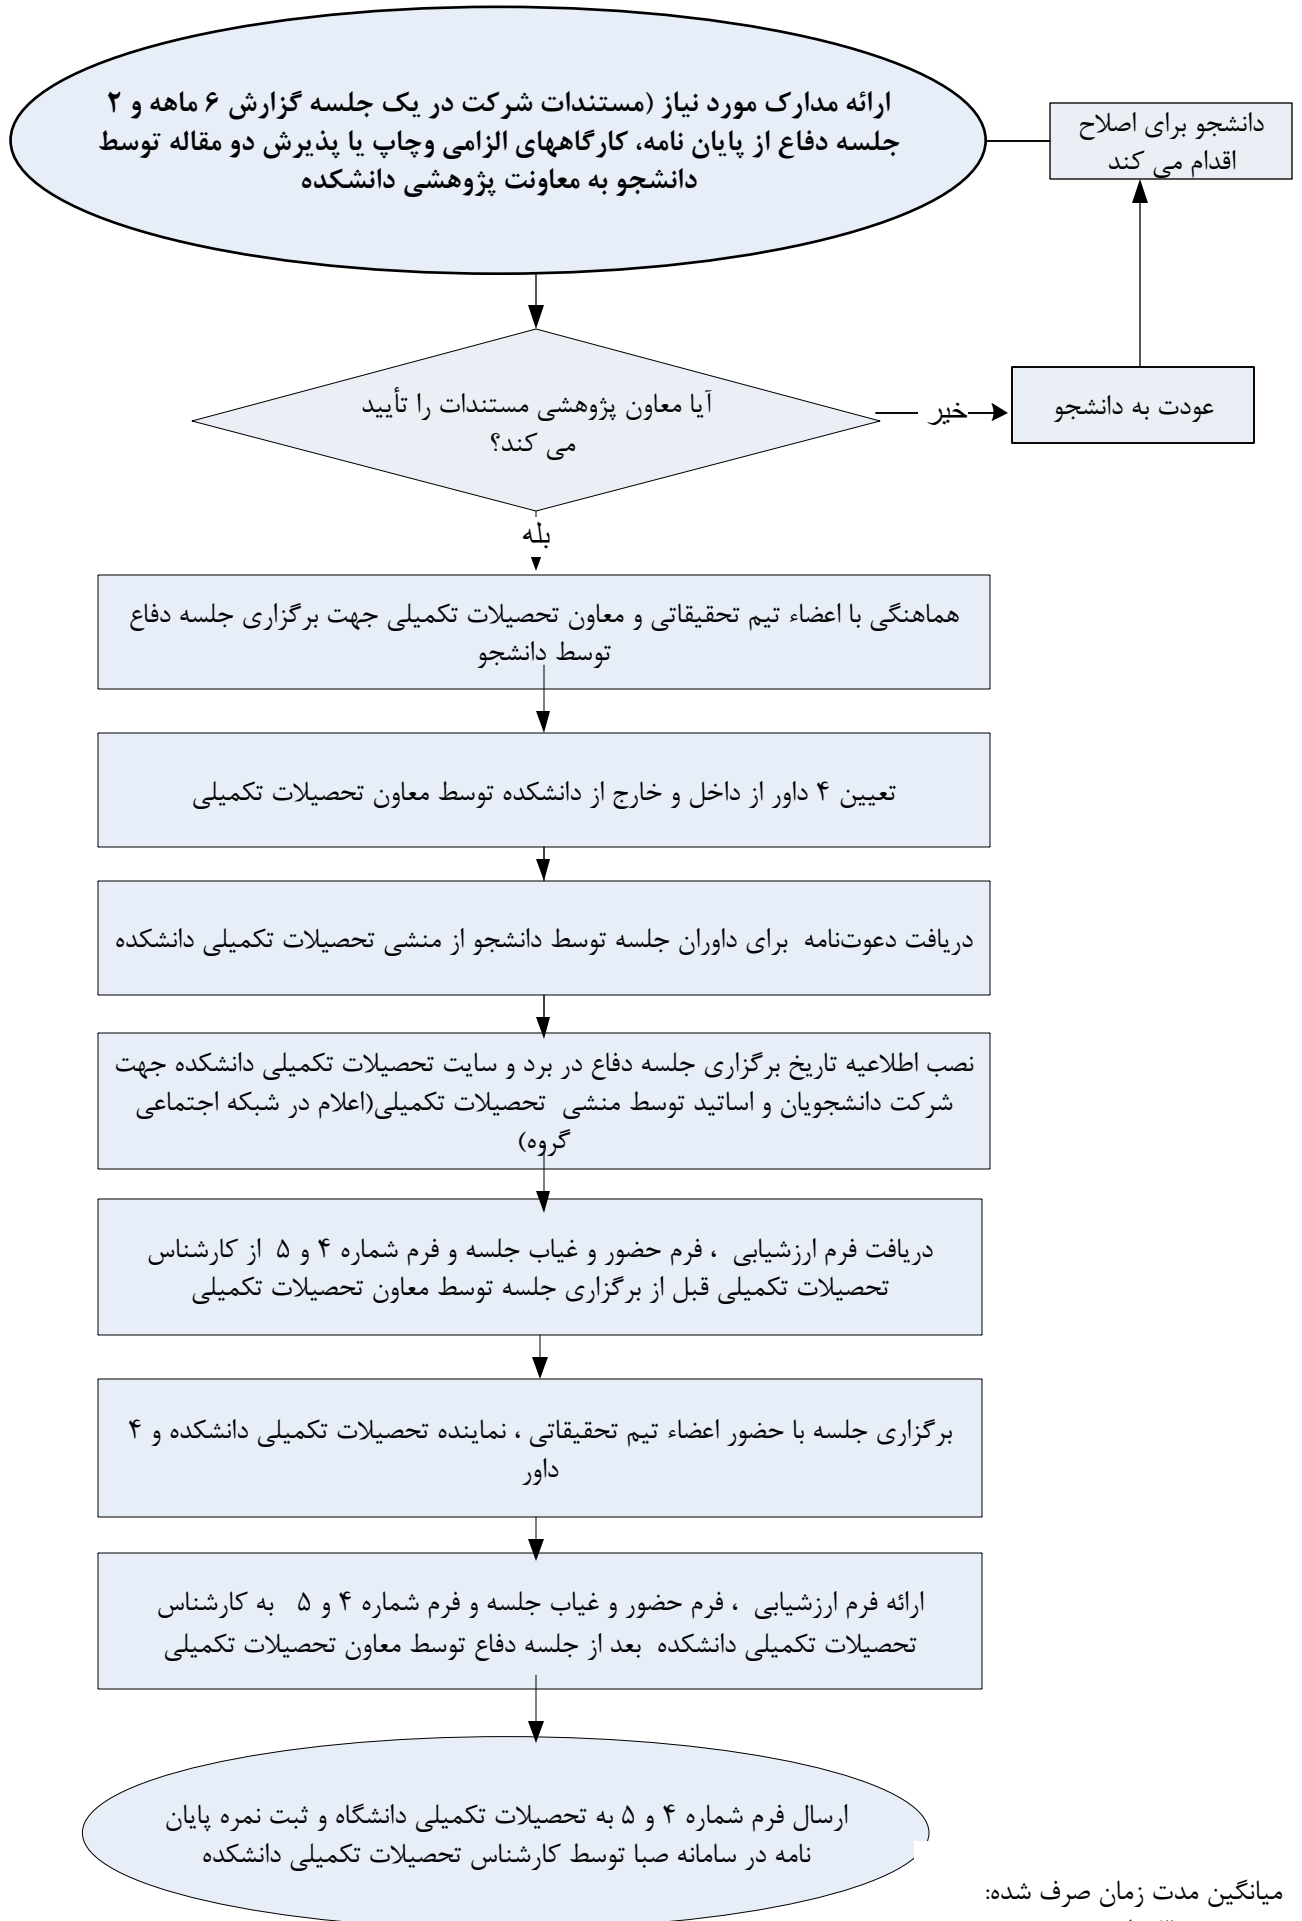 ارائه مدارک مورد نیاز (مستندات شرکت در یک جلسه گزارش ۶ ماهه و ۲
جلسه دفاع از پایان نامه، کارگاههای الزامی وچاپ یا پذیرش دو مقاله توسط
دانشجو به معاونت پژوهشی دانشکده
دانشجو برای اصلاح
اقدام می کند
آیا معاون پژوهشی مستندات را تأیید
می کند؟
خیر
عودت به دانشجو
بله
هماهنگی با اعضاء تیم تحقیقاتی و معاون تحصیلات تکمیلی جهت برگزاری جلسه دفاع
توسط دانشجو
تعیین ۴ داور از داخل و خارج از دانشکده توسط معاون تحصیلات تکمیلی
دریافت دعوت‌نامه برای داوران جلسه توسط دانشجو از منشی تحصیلات تکمیلی دانشکده
نصب اطلاعیه تاریخ برگزاری جلسه دفاع در برد و سایت تحصیلات تکمیلی دانشکده جهت
شرکت دانشجویان و اساتید توسط منشی تحصیلات تکمیلی(اعلام در شبکه اجتماعی
گروه)
دریافت فرم ارزشیابی ، فرم حضور و غیاب جلسه و فرم شماره ۴ و ۵ از کارشناس
تحصیلات تکمیلی قبل از برگزاری جلسه توسط معاون تحصیلات تکمیلی
برگزاری جلسه با حضور اعضاء تیم تحقیقاتی ، نماینده تحصیلات تکمیلی دانشکده و ۴
داور
ارائه فرم ارزشیابی ، فرم حضور و غیاب جلسه و فرم شماره ۴ و ۵ به کارشناس
تحصیلات تکمیلی دانشکده بعد از جلسه دفاع توسط معاون تحصیلات تکمیلی
ارسال فرم شماره ۴ و ۵ به تحصیلات تکمیلی دانشگاه و ثبت نمره پایان
نامه در سامانه صبا توسط کارشناس تحصیلات تکمیلی دانشکده
میانگین مدت زمان صرف شده: